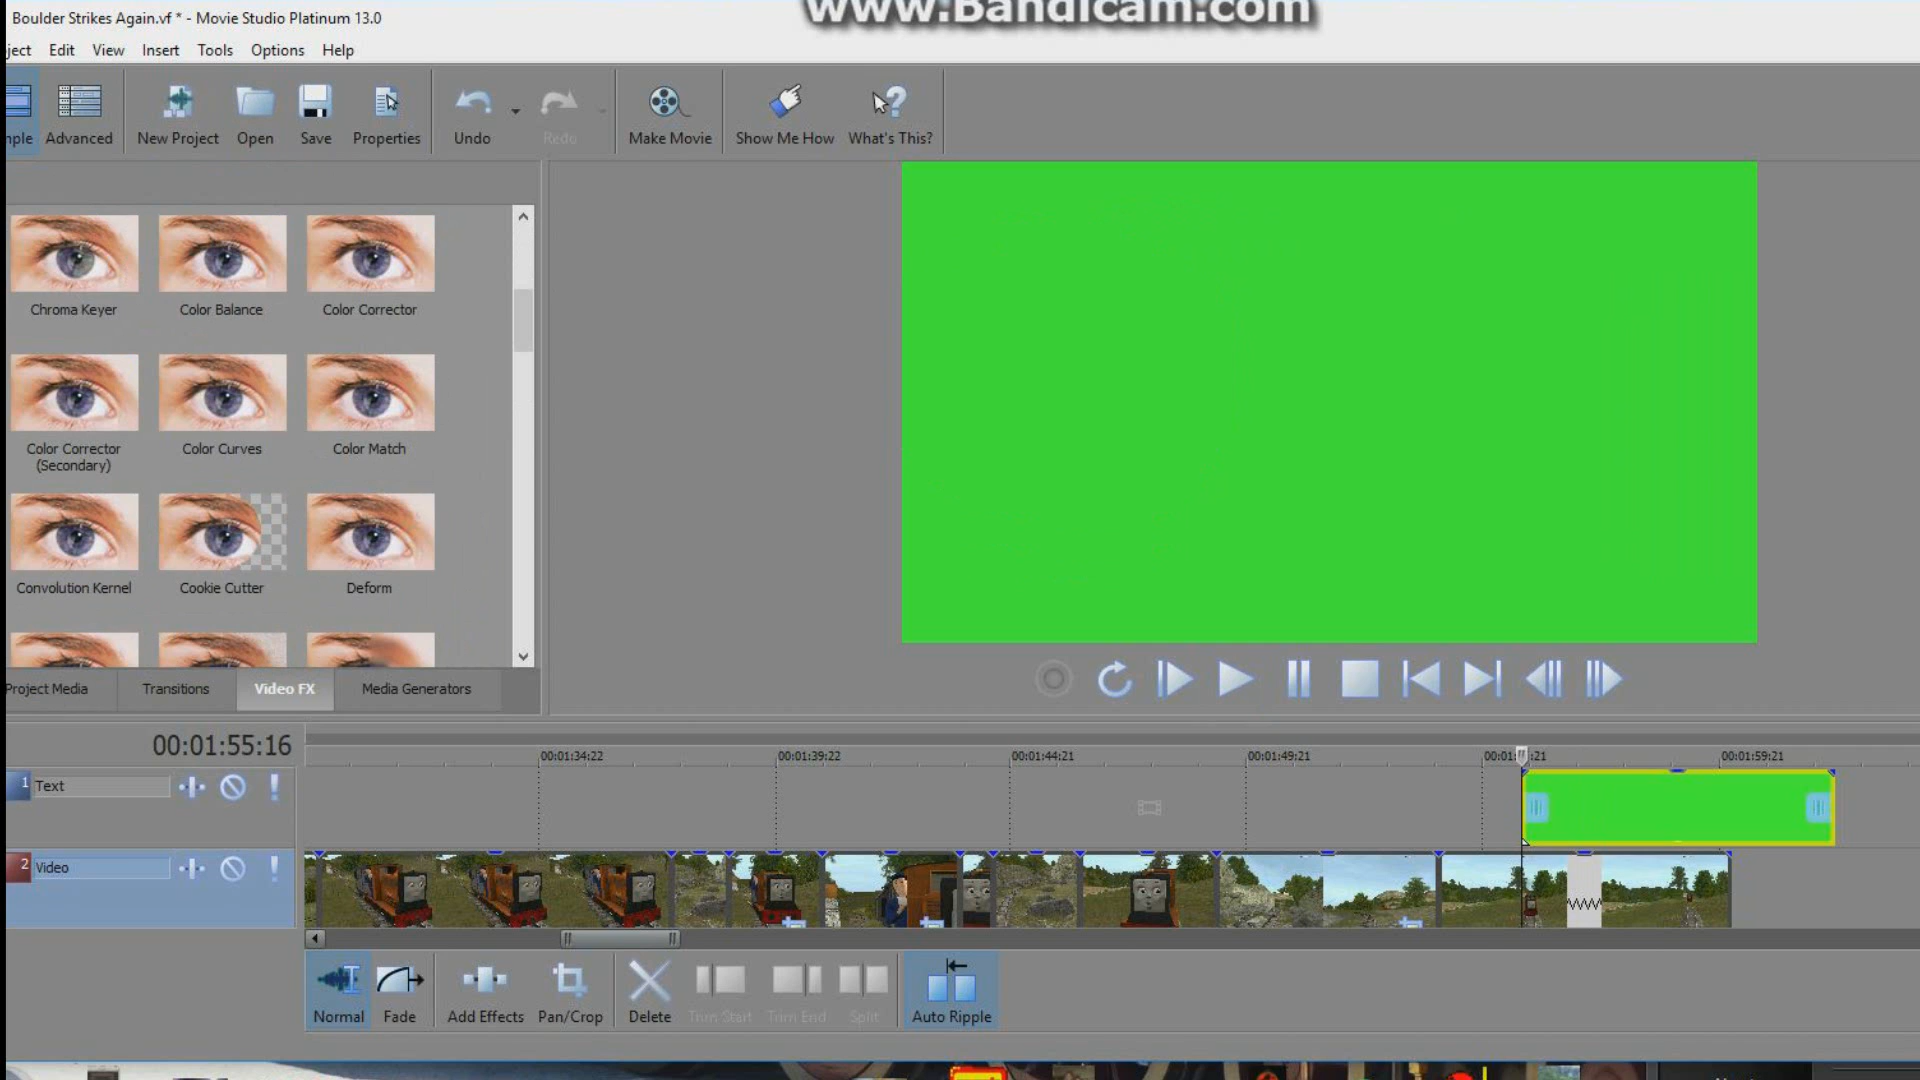 www.Bandicam.com
Boulder Strikes Again.vf * - Movie Studio Platinum 13.0
ject Edit View Insert Tools Options Help
mple Advanced New Project Open Save Properties Undo Redo Make Movie Show Me How What's This?
Chroma Keyer Color Balance Color Corrector
Color Corrector (Secondary) Color Curves Color Match
Convolution Kernel Cookie Cutter Deform
Project Media Transitions Video FX Media Generators
00:01:55:16
00:01:34:22 00:01:39:22 00:01:44:21 00:01:49:21 00:01: :21 00:01:59:21
1 Text
2 Video
Normal Fade Add Effects Pan/Crop Delete Trim Start Trim End Split Auto Ripple